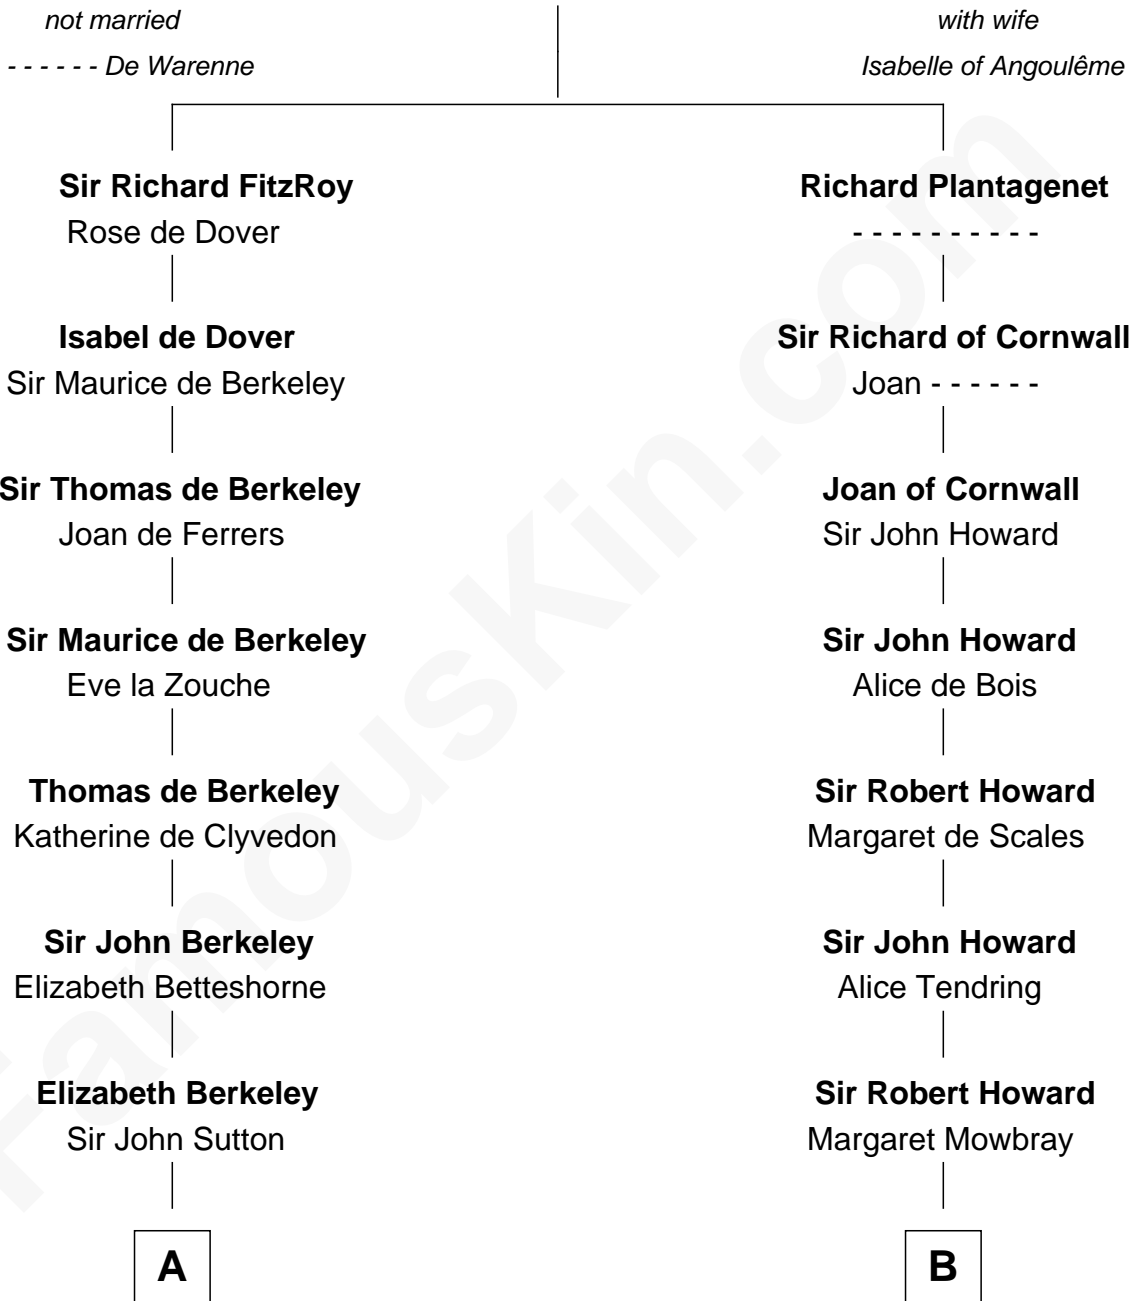 not married
- - - - - - De Warenne
with wife
Isabelle of Angoulême
Sir Richard FitzRoy
Rose de Dover
Richard Plantagenet
- - - - - - - - - -
Isabel de Dover
Sir Maurice de Berkeley
Sir Richard of Cornwall
Joan - - - - - -
Sir Thomas de Berkeley
Joan de Ferrers
Joan of Cornwall
Sir John Howard
Sir Maurice de Berkeley
Eve la Zouche
Sir John Howard
Alice de Bois
Thomas de Berkeley
Katherine de Clyvedon
Sir Robert Howard
Margaret de Scales
Sir John Berkeley
Elizabeth Betteshorne
Sir John Howard
Alice Tendring
Elizabeth Berkeley
Sir John Sutton
Sir Robert Howard
Margaret Mowbray
A
B
FamousKin.com